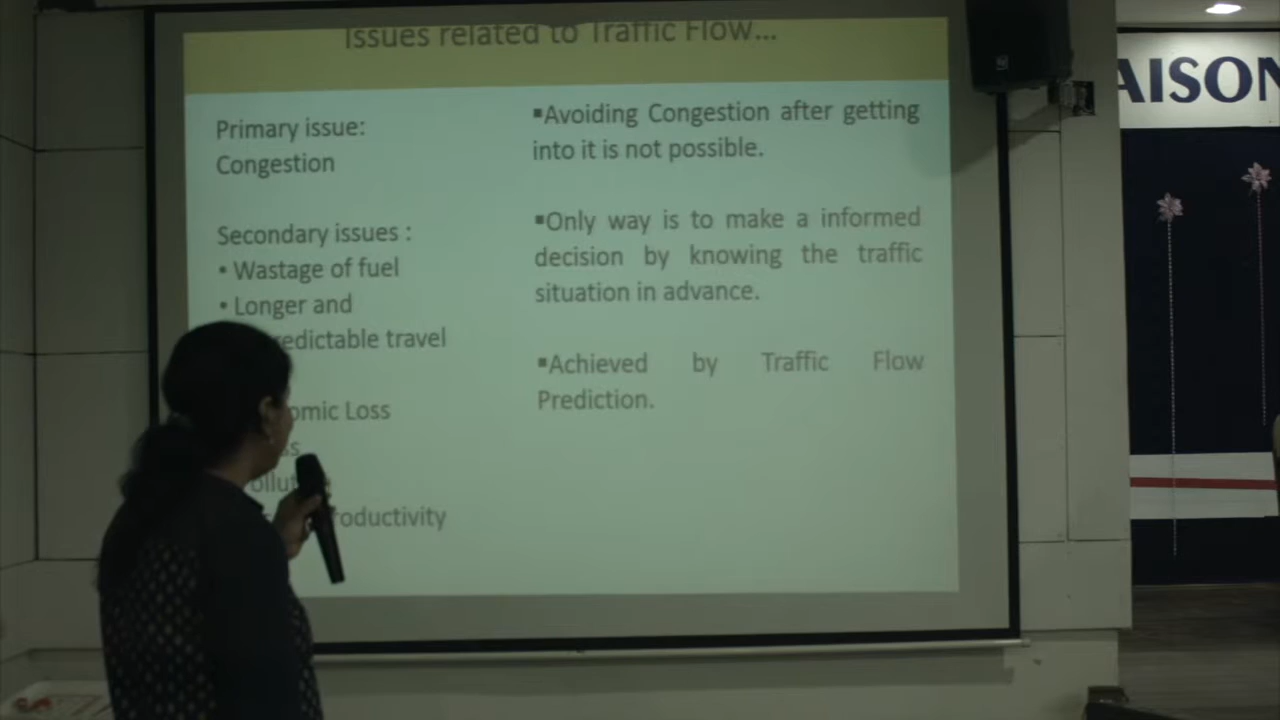 Issues related to Traffic Flow...
Primary issue:
Congestion
Secondary issues :
• Wastage of fuel
• Longer and
redictable travel
omic Loss
ollut
roductivity
▪Avoiding Congestion after getting
into it is not possible.
▪Only way is to make a informed
decision by knowing the traffic
situation in advance.
▪Achieved by Traffic Flow
Prediction.
AISON